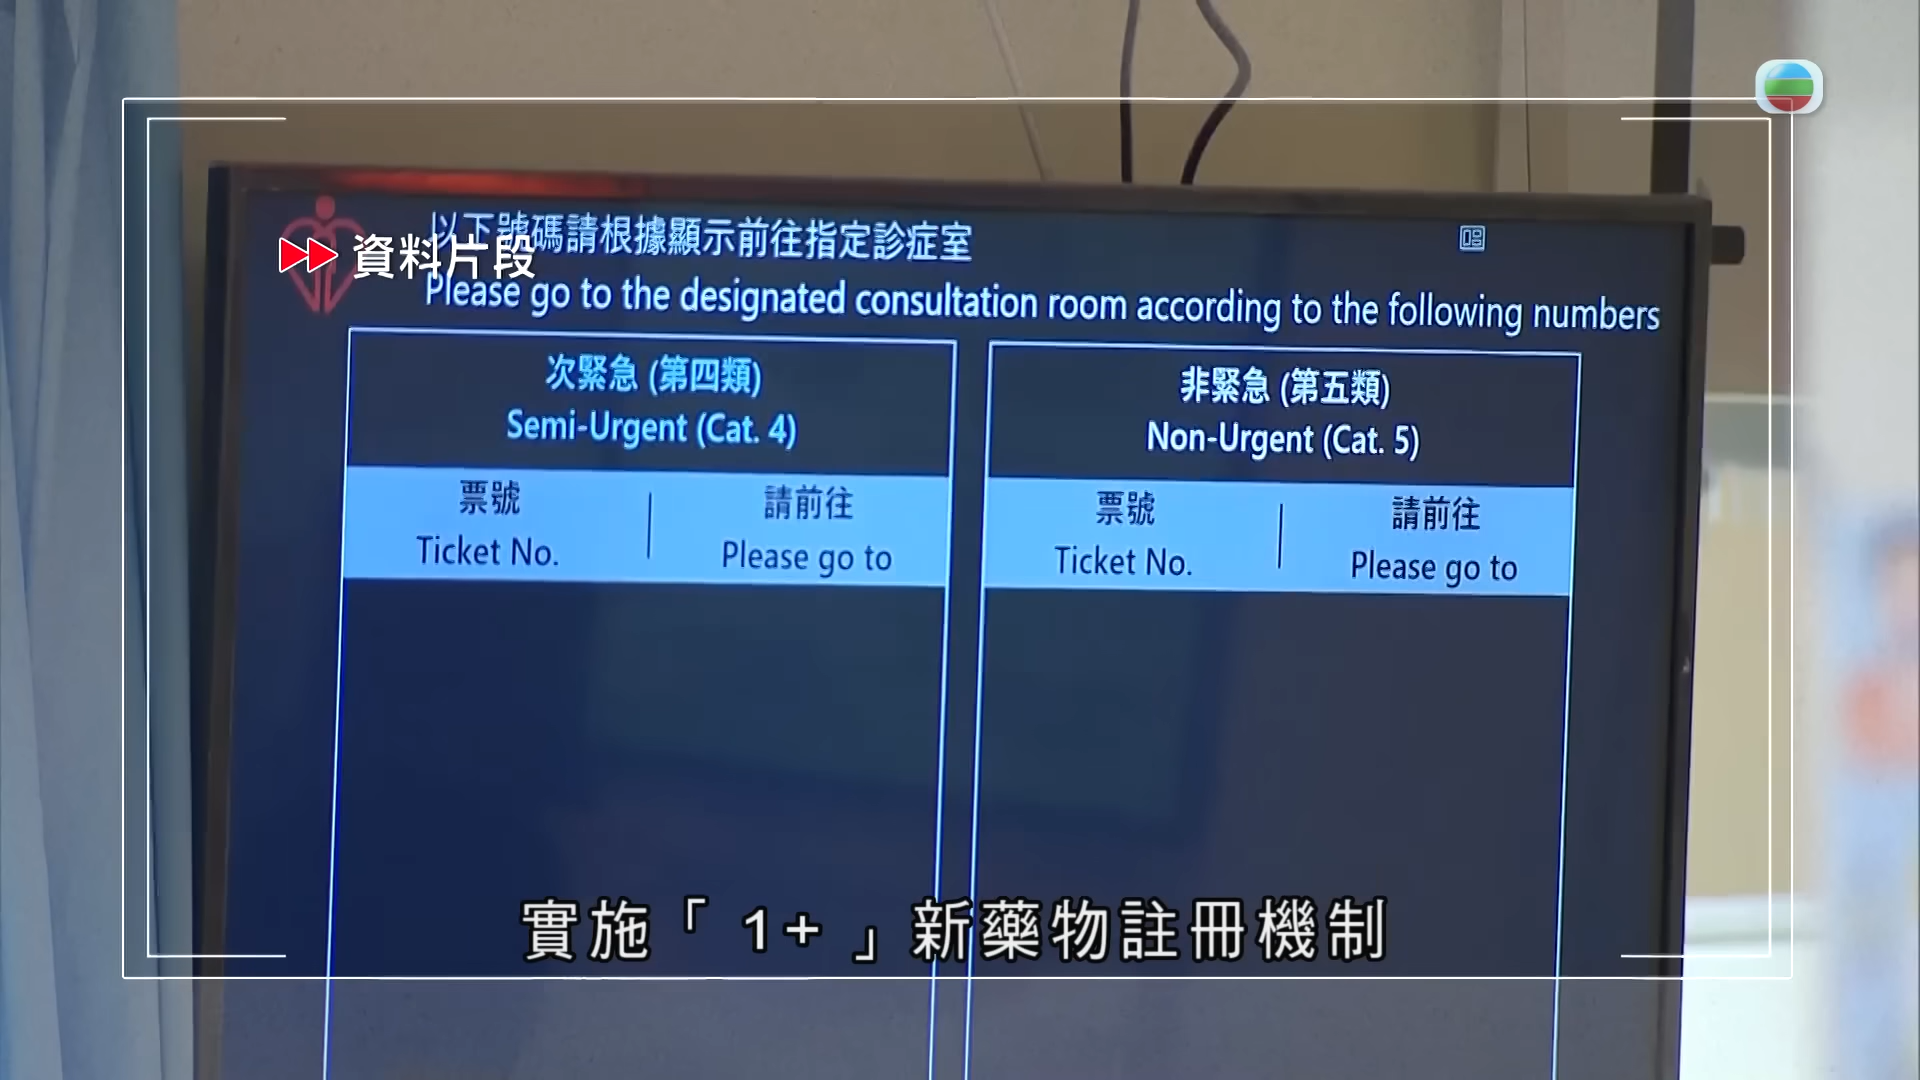 以下號碼請根據顯示前往指定診症室
資料片段
Please go to the designated consultation room according to the following numbers
次緊急 (第四類)
Semi-Urgent (Cat. 4)
票號
請前往
Ticket No.
Please go to
非緊急 (第五類)
Non-Urgent (Cat. 5)
票號
請前往
Ticket No.
Please go to
實施「1+」新藥物註冊機制